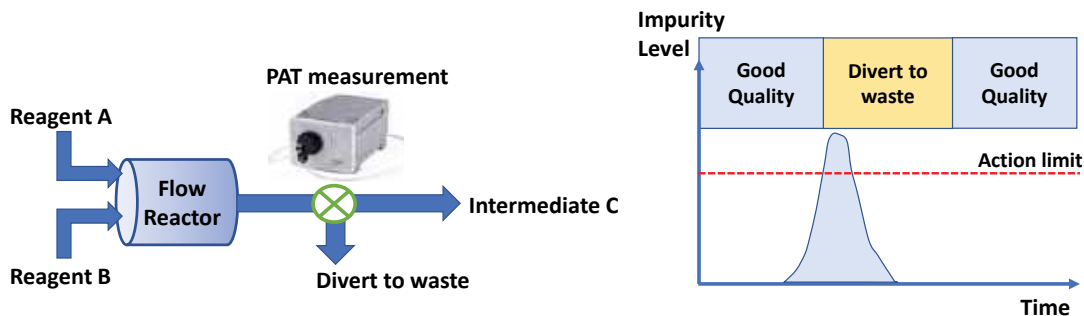 PAT measurement
Reagent A
Flow
Reactor
Intermediate C
Reagent B
Divert to waste
Impurity
Level
Good
Quality
Divert to
waste
Good
Quality
Action limit
Time